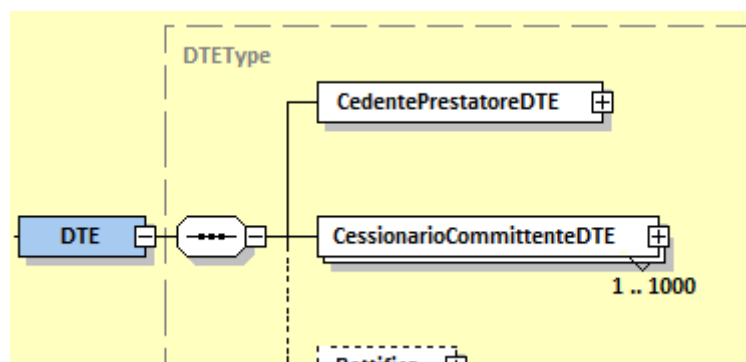 DTEType
CedentePrestatoreDTE
DTE
CessionarioCommittenteDTE
1 .. 1000